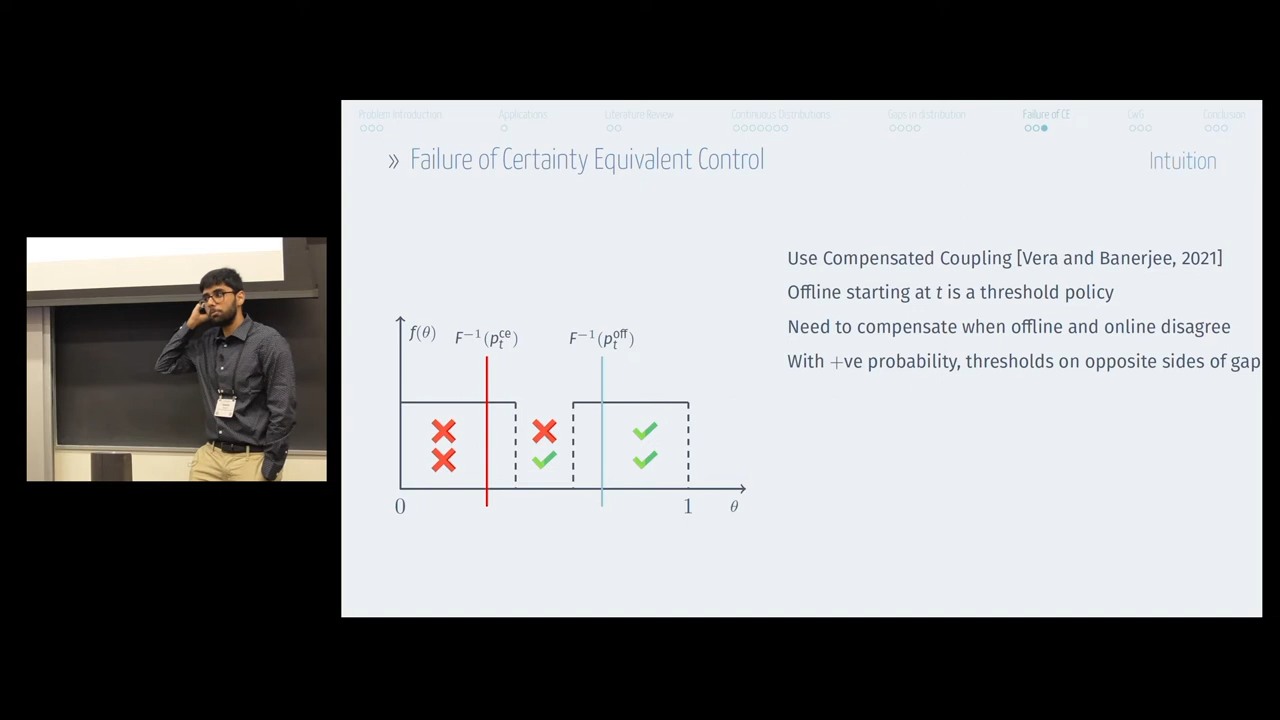 Problem Introduction Applications Literature Review Continuous Distributions Gaps in distribution Failure of CE CwG Conclusion
» Failure of Certainty Equivalent Control Intuition
Use Compensated Coupling [Vera and Banerjee, 2021]
Offline starting at t is a threshold policy
Need to compensate when offline and online disagree
With +ve probability, thresholds on opposite sides of gap
f(θ) F⁻¹(pₜᶜᵉ) F⁻¹(pₜᵒᶠᶠ)
0 1 θ